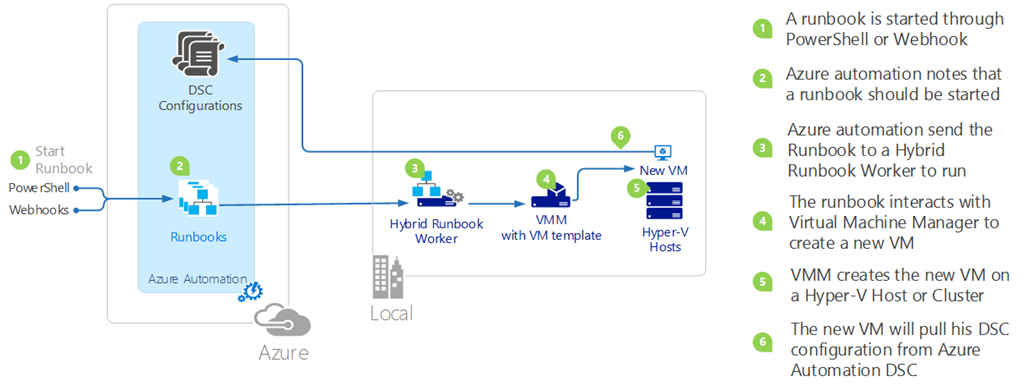 DSC
Configurations
1
Start
Runbook
PowerShell
Webhooks
2
Runbooks
Azure Automation
Azure
3
Hybrid Runbook
Worker
4
VMM
with VM template
6
New VM
5
Hyper-V
Hosts
Local
1
A runbook is started through
PowerShell or Webhook
2
Azure automation notes that
a runbook should be started
3
Azure automation send the
Runbook to a Hybrid
Runbook Worker to run
4
The runbook interacts with
Virtual Machine Manager to
create a new VM
5
VMM creates the new VM on
a Hyper-V Host or Cluster
6
The new VM will pull his DSC
configuration from Azure
Automation DSC